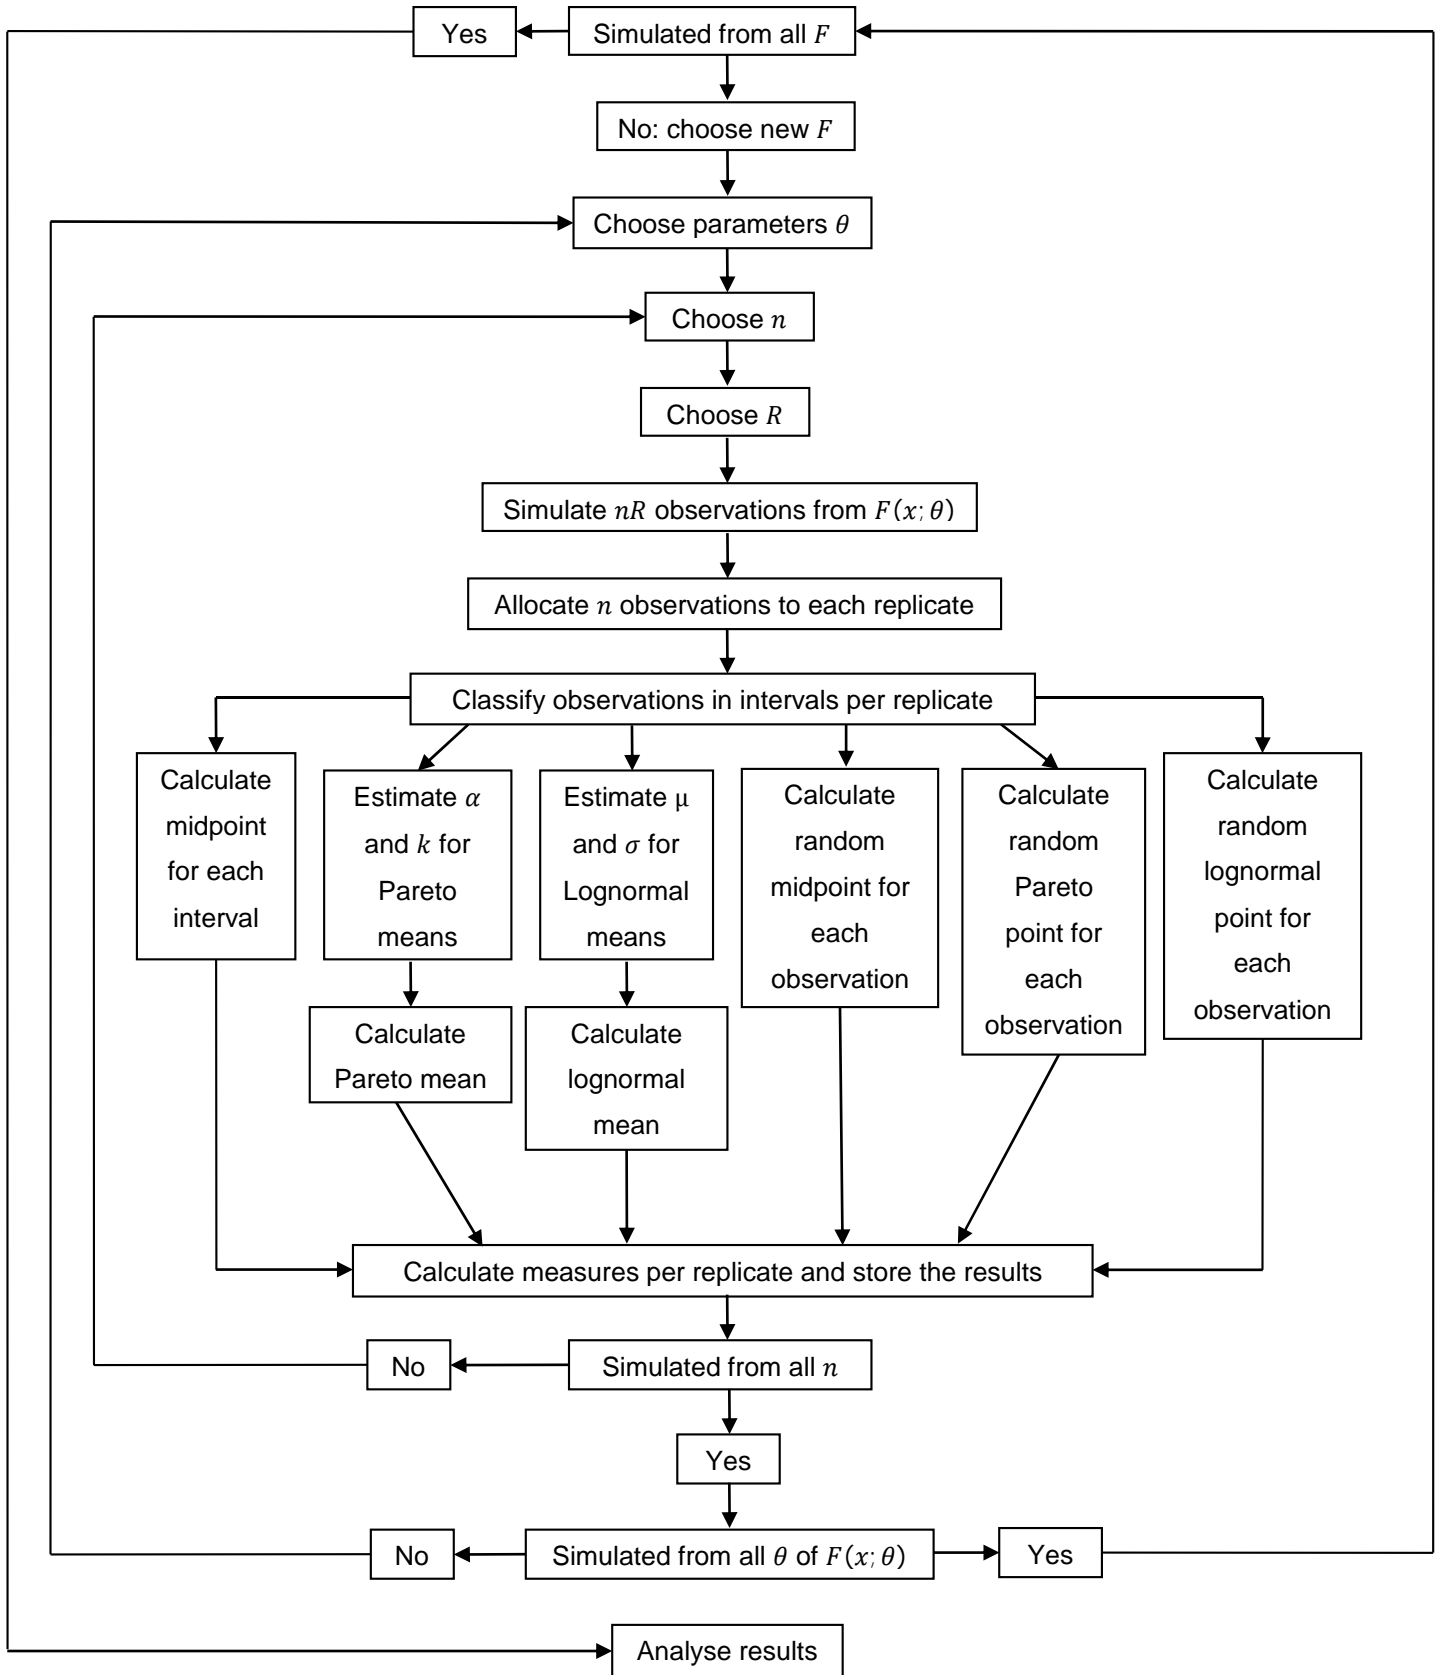 Yes
Simulated from all F
No: choose new F
Choose parameters θ
Choose n
Choose R
Simulate nR observations from F(x; θ)
Allocate n observations to each replicate
Classify observations in intervals per replicate
Calculate
midpoint
for each
interval
Estimate α
and k for
Pareto
means
Estimate μ
and σ for
Lognormal
means
Calculate
random
midpoint for
each
observation
Calculate
random
Pareto
point for
each
observation
Calculate
random
lognormal
point for
each
observation
Calculate
Pareto mean
Calculate
lognormal
mean
Calculate measures per replicate and store the results
No
Simulated from all n
Yes
No
Simulated from all θ of F(x; θ)
Yes
Analyse results